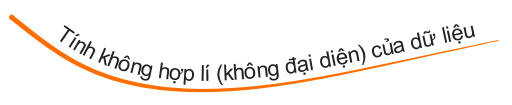 Tính không hợp lí (không đại diện) của dữ liệu